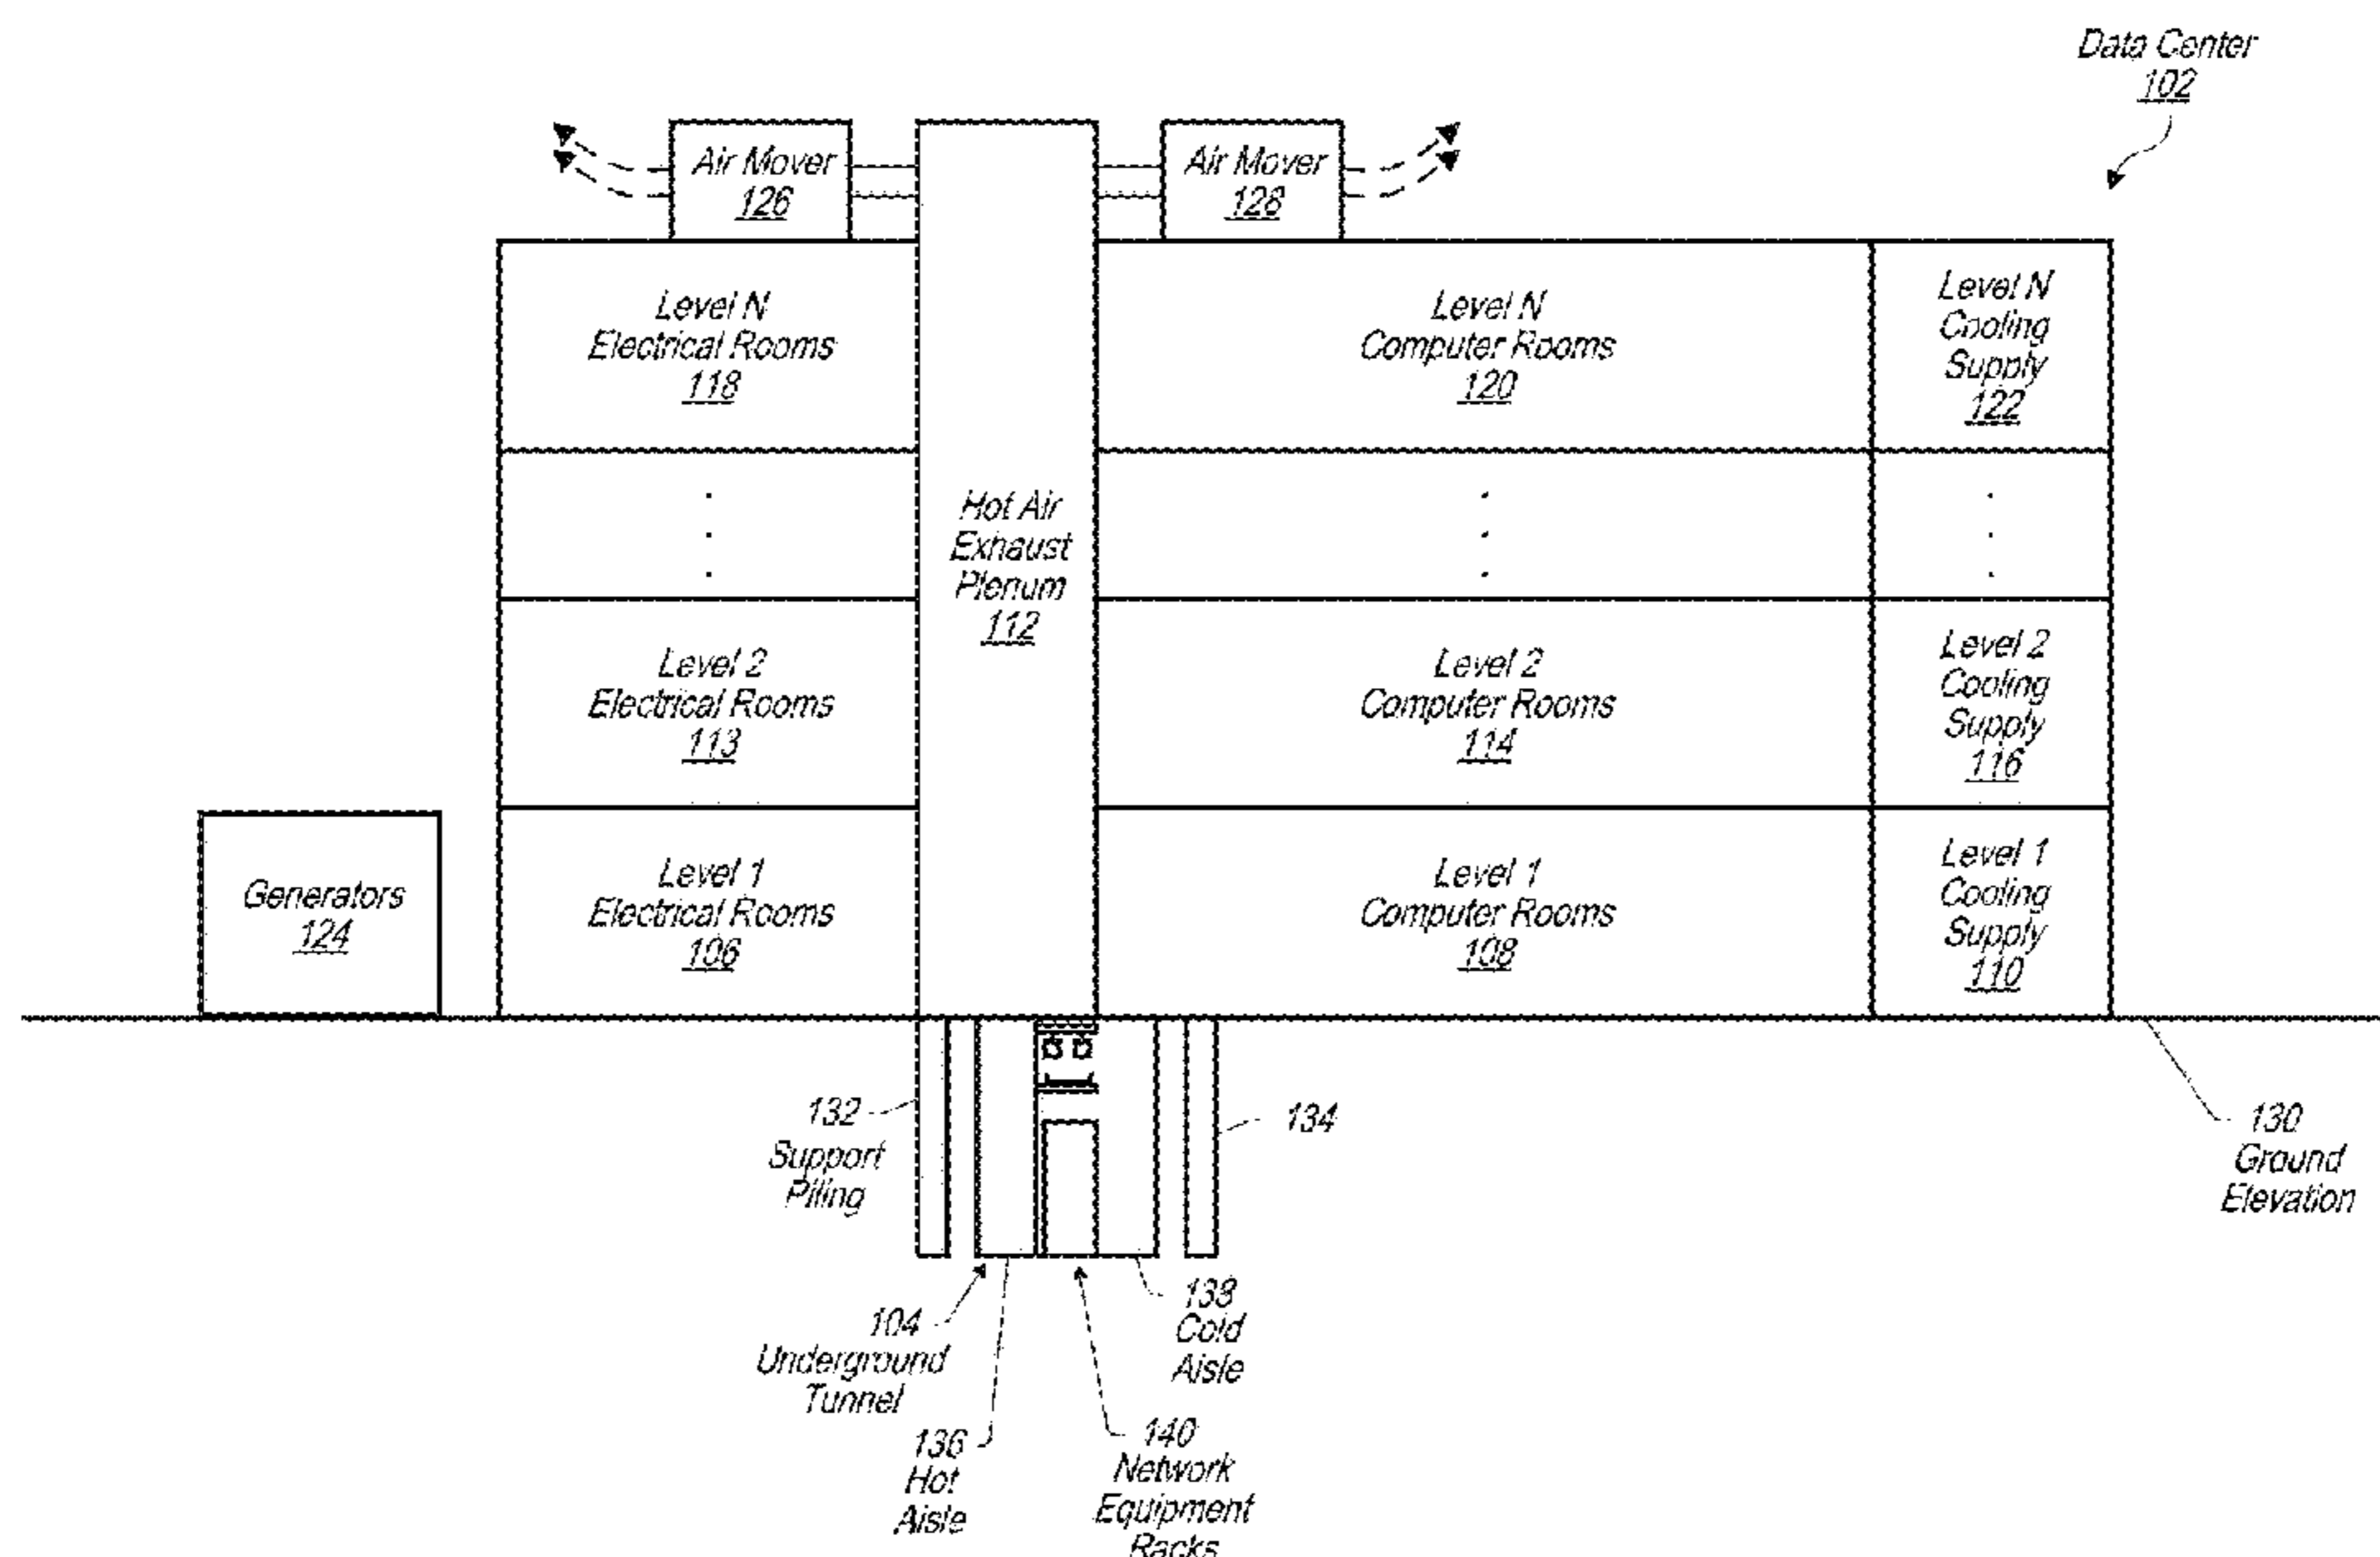 Data Center
102
Air Mover
126
Air Mover
128
Level N
Electrical Rooms
118
Level N
Computer Rooms
120
Level N
Cooling
Supply
122
Hot Air
Exhaust
Plenum
112
Level 2
Electrical Rooms
113
Level 2
Computer Rooms
114
Level 2
Cooling
Supply
116
Generators
124
Level 1
Electrical Rooms
106
Level 1
Computer Rooms
108
Level 1
Cooling
Supply
110
132
Support
Piling
134
130
Ground
Elevation
104
Underground
Tunnel
138
Cold
Aisle
136
Hot
Aisle
140
Network
Equipment
Racks